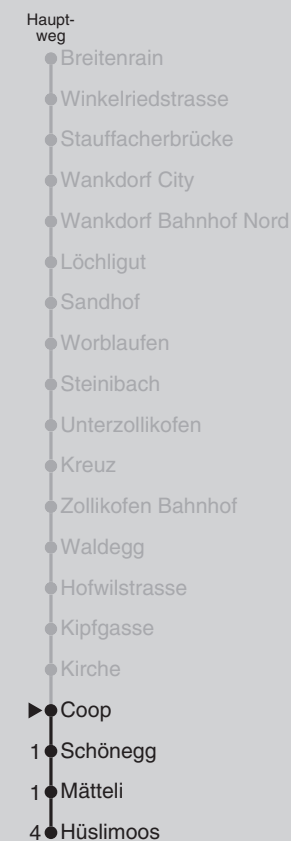 Haupt-
weg
Breitenrain
Winkelriedstrasse
Stauffacherbrücke
Wankdorf City
Wankdorf Bahnhof Nord
Löchligut
Sandhof
Worblaufen
Steinibach
Unterzollikofen
Kreuz
Zollikofen Bahnhof
Waldegg
Hofwilstrasse
Kipfgasse
Kirche
Coop
1 Schönegg
1 Mätteli
4 Hüslimoos